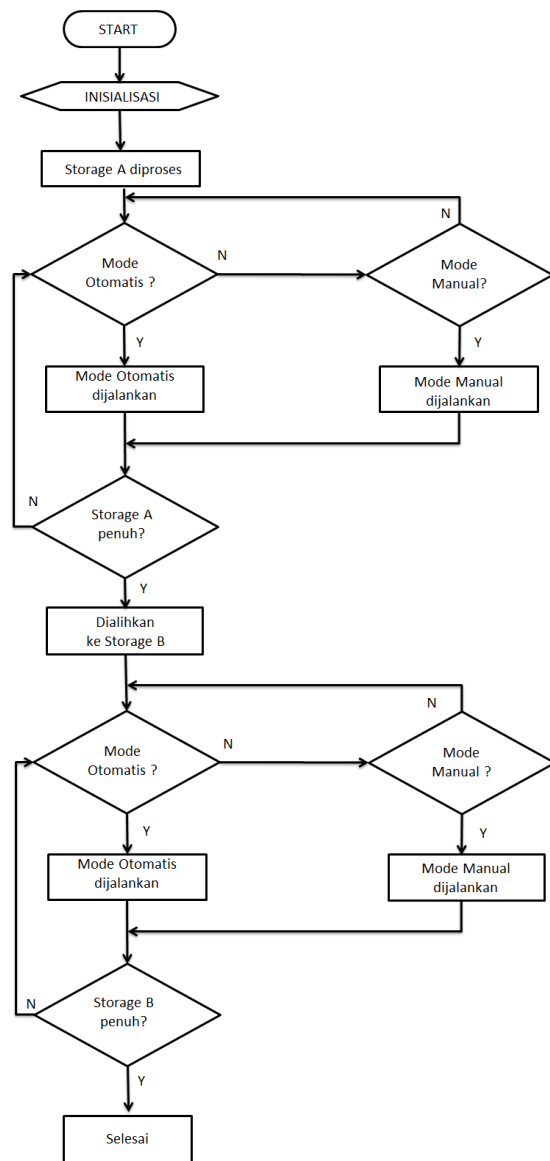 START
INISIALISASI
Storage A diproses
N
Mode
Otomatis ?
N
Mode
Manual?
Y
Y
Mode Otomatis
dijalankan
Mode Manual
dijalankan
N
Storage A
penuh?
Y
Dialihkan
ke Storage B
N
Mode
Otomatis ?
N
Mode
Manual ?
Y
Y
Mode Otomatis
dijalankan
Mode Manual
dijalankan
N
Storage B
penuh?
Y
Selesai